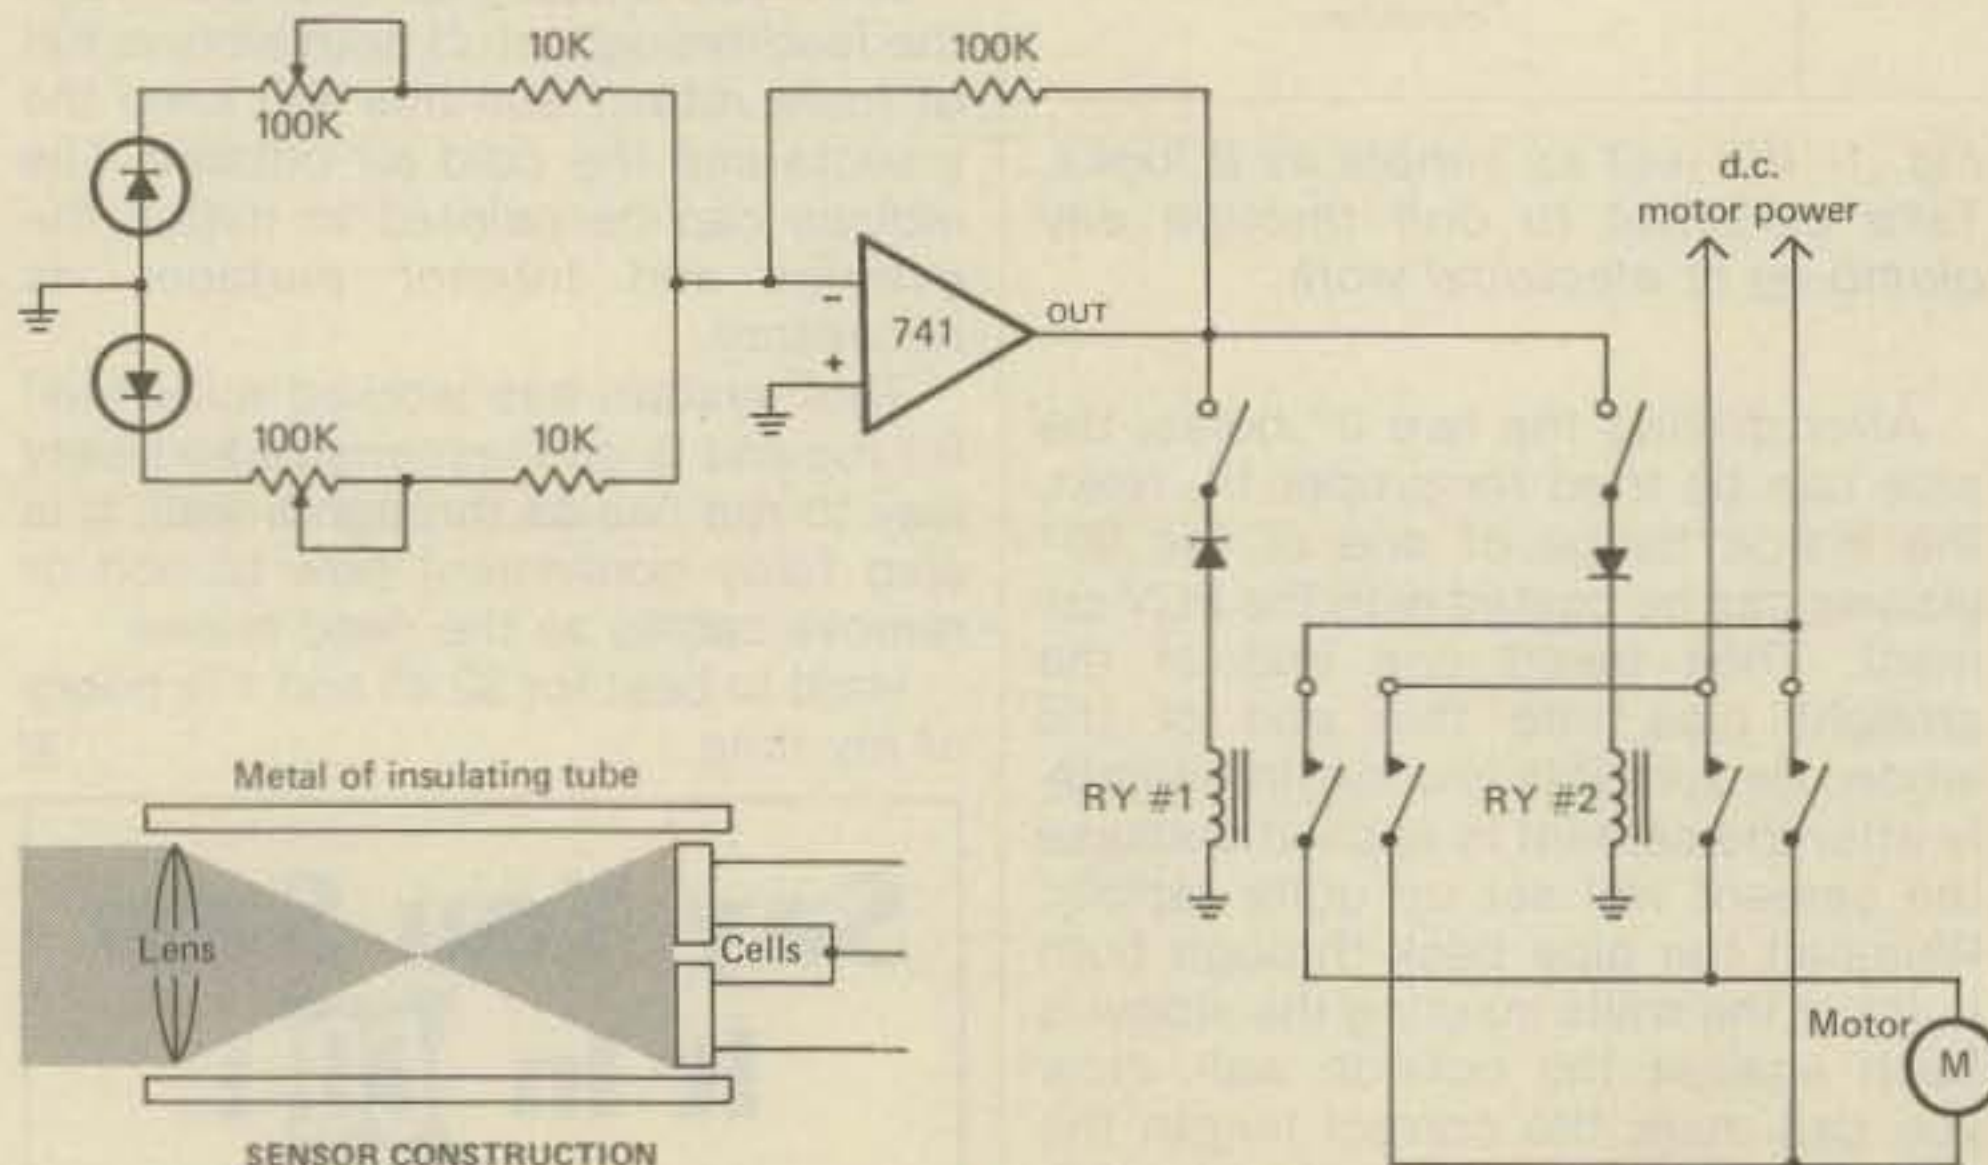 10K
100K
100K
d.c.
motor power
-
741
OUT
+
100K
10K
Metal of insulating tube
RY #1
RY #2
Lens
Cells
Motor
M
SENSOR CONSTRUCTION